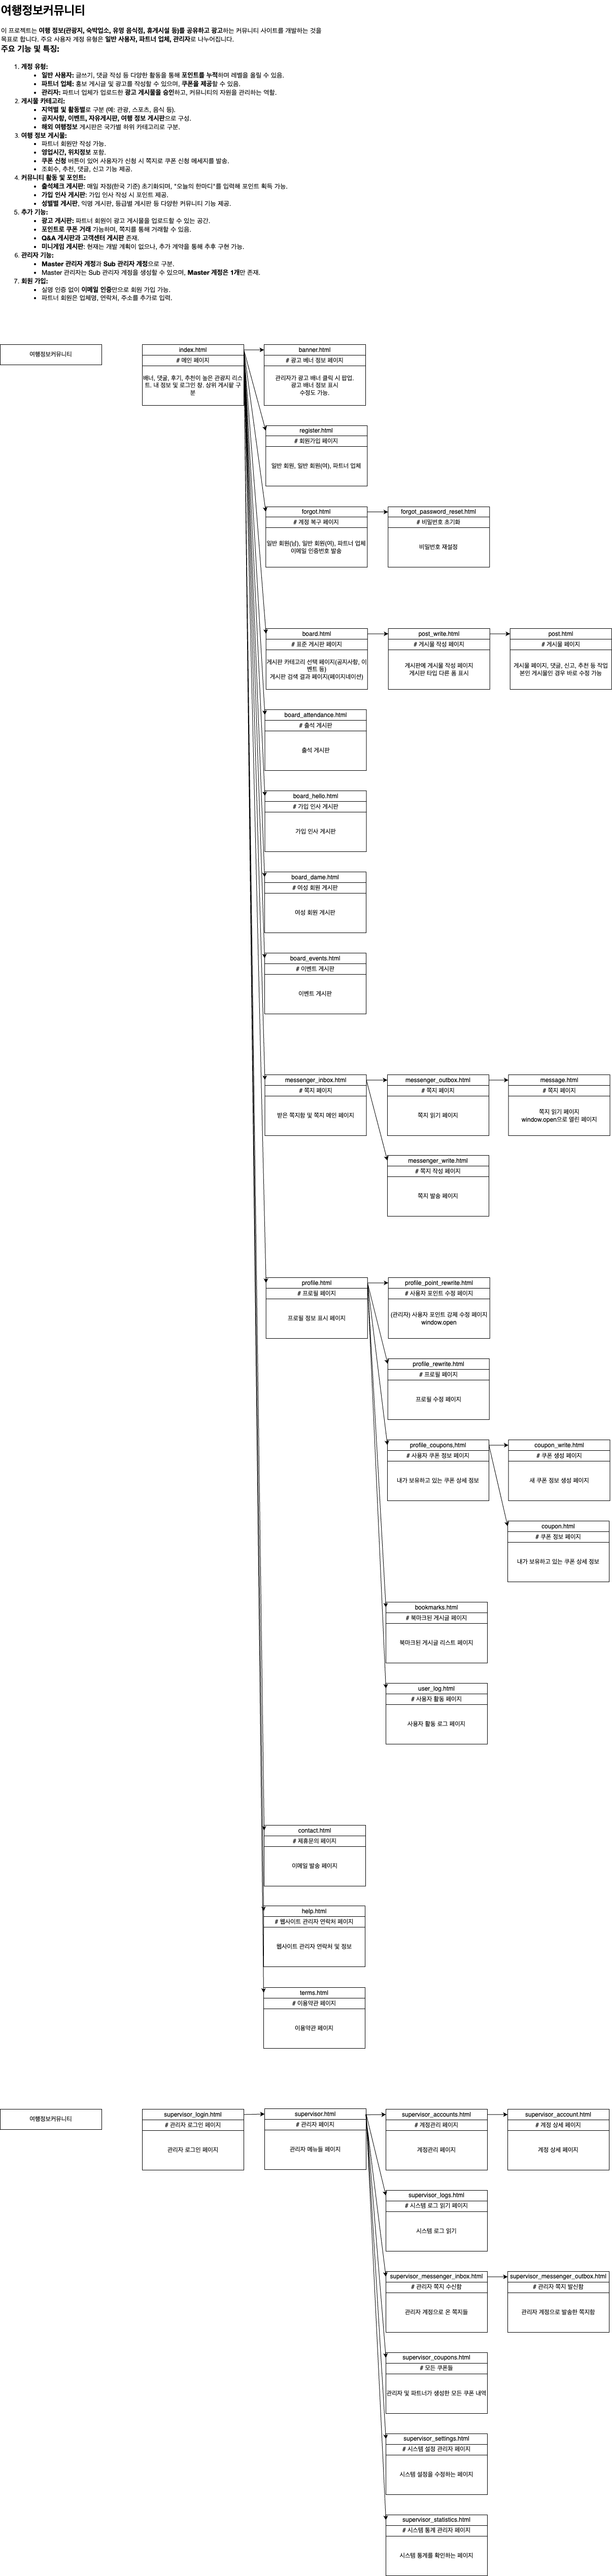 여행정보커뮤니티
이 프로젝트는 여행 정보(관광지, 숙박업소, 유명 음식점, 휴게시설 등)를 공유하고 광고하는 커뮤니티 사이트를 개발하는 것을
목표로 합니다. 주요 사용자 계정 유형은 일반 사용자, 파트너 업체, 관리자로 나누어집니다.
주요 기능 및 특징:
1. 계정 유형:
• 일반 사용자: 글쓰기, 댓글 작성 등 다양한 활동을 통해 포인트를 누적하며 레벨을 올릴 수 있음.
• 파트너 업체: 홍보 게시글 및 광고를 작성할 수 있으며, 쿠폰을 제공할 수 있음.
• 관리자: 파트너 업체가 업로드한 광고 게시물을 승인하고, 커뮤니티의 자원을 관리하는 역할.
2. 게시물 카테고리:
• 지역별 및 활동별로 구분 (예: 관광, 스포츠, 음식 등).
• 공지사항, 이벤트, 자유게시판, 여행 정보 게시판으로 구성.
• 해외 여행정보 게시판은 국가별 하위 카테고리로 구분.
3. 여행 정보 게시물:
• 파트너 회원만 작성 가능.
• 영업시간, 위치정보 포함.
• 쿠폰 신청 버튼이 있어 사용자가 신청 시 쪽지로 쿠폰 신청 메세지를 발송.
• 조회수, 추천, 댓글, 신고 기능 제공.
4. 커뮤니티 활동 및 포인트:
• 출석체크 게시판: 매일 자정(한국 기준) 초기화되며, "오늘의 한마디"를 입력해 포인트 획득 가능.
• 가입 인사 게시판: 가입 인사 작성 시 포인트 제공.
• 성별별 게시판, 익명 게시판, 등급별 게시판 등 다양한 커뮤니티 기능 제공.
5. 추가 기능:
• 광고 게시판: 파트너 회원이 광고 게시물을 업로드할 수 있는 공간.
• 포인트로 쿠폰 거래 가능하며, 쪽지를 통해 거래할 수 있음.
• Q&A 게시판과 고객센터 게시판 존재.
• 미니게임 게시판: 현재는 개발 계획이 없으나, 추가 계약을 통해 추후 구현 가능.
6. 관리자 기능:
• Master 관리자 계정과 Sub 관리자 계정으로 구분.
• Master 관리자는 Sub 관리자 계정을 생성할 수 있으며, Master 계정은 1개만 존재.
7. 회원 가입:
• 실명 인증 없이 이메일 인증만으로 회원 가입 가능.
• 파트너 회원은 업체명, 연락처, 주소를 추가로 입력.
여행정보커뮤니티
index.html
# 메인 페이지
배너, 댓글, 후기, 추천이 높은 관광지 리스
트. 내 정보 및 로그인 창. 상위 게시팔 구
분
banner.html
# 광고 배너 정보 페이지
관리자가 광고 배너 클릭 시 팝업.
광고 배너 정보 표시
수정도 가능.
register.html
# 회원가입 페이지
일반 회원, 일반 회원(여), 파트너 업체
forgot.html
# 계정 복구 페이지
일반 회원(남), 일반 회원(여), 파트너 업체
이메일 인증번호 발송
forgot_password_reset.html
# 비밀번호 초기화
비밀번호 재설정
board.html
# 표준 게시판 페이지
게시판 카테고리 선택 페이지(공지사항, 이
벤트 등)
게시판 검색 결과 페이지(페이지네이션)
post_write.html
# 게시물 작성 페이지
게시판에 게시물 작성 페이지
게시판 타입 다른 폼 표시
post.html
# 게시물 페이지
게시물 페이지, 댓글, 신고, 추천 등 작업
본인 게시물인 경우 바로 수정 가능
board_attendance.html
# 출석 게시판
출석 게시판
board_hello.html
# 가입 인사 게시판
가입 인사 게시판
board_dame.html
# 여성 회원 게시판
여성 회원 게시판
board_events.html
# 이벤트 게시판
이벤트 게시판
messenger_inbox.html
# 쪽지 페이지
받은 쪽지함 및 쪽지 메인 페이지
messenger_outbox.html
# 쪽지 페이지
쪽지 읽기 페이지
message.html
# 쪽지 페이지
쪽지 읽기 페이지
window.open으로 열린 페이지
messenger_write.html
# 쪽지 작성 페이지
쪽지 발송 페이지
profile.html
# 프로필 페이지
프로필 정보 표시 페이지
profile_point_rewrite.html
# 사용자 포인트 수정 페이지
(관리자) 사용자 포인트 강제 수정 페이지
window.open
profile_rewrite.html
# 프로필 페이지
프로필 수정 페이지
profile_coupons.html
# 사용자 쿠폰 정보 페이지
내가 보유하고 있는 쿠폰 상세 정보
coupon_write.html
# 쿠폰 생성 페이지
새 쿠폰 정보 생성 페이지
coupon.html
# 쿠폰 정보 페이지
내가 보유하고 있는 쿠폰 상세 정보
bookmarks.html
# 북마크된 게시글 페이지
북마크된 게시글 리스트 페이지
user_log.html
# 사용자 활동 페이지
사용자 활동 로그 페이지
contact.html
# 제휴문의 페이지
이메일 발송 페이지
help.html
# 웹사이트 관리자 연락처 페이지
웹사이트 관리자 연락처 및 정보
terms.html
# 이용약관 페이지
이용약관 페이지
여행정보커뮤니티
supervisor_login.html
# 관리자 로그인 페이지
관리자 로그인 페이지
supervisor.html
# 관리자 페이지
관리자 메뉴들 페이지
supervisor_accounts.html
# 계정관리 페이지
계정관리 페이지
supervisor_account.html
# 계정 상세 페이지
계정 상세 페이지
supervisor_logs.html
# 시스템 로그 읽기 페이지
시스템 로그 읽기
supervisor_messenger_inbox.html
# 관리자 쪽지 수신함
관리자 계정으로 온 쪽지들
supervisor_messenger_outbox.html
# 관리자 쪽지 발신함
관리자 계정으로 발송한 쪽지함
supervisor_coupons.html
# 모든 쿠폰들
관리자 및 파트너가 생성한 모든 쿠폰 내역
supervisor_settings.html
# 시스템 설정 관리자 페이지
시스템 설정을 수정하는 페이지
supervisor_statistics.html
# 시스템 통계 관리자 페이지
시스템 통계를 확인하는 페이지